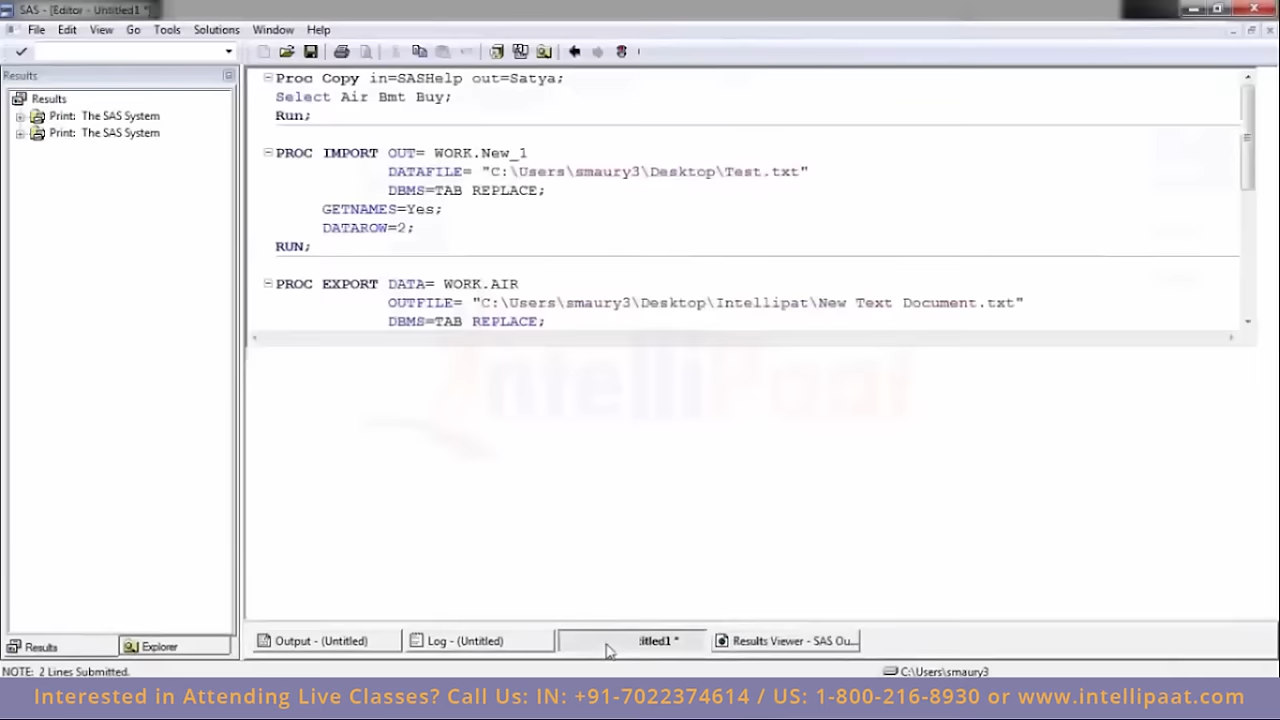 SAS - [Editor - Untitled1 *]
File Edit View Go Tools Solutions Window Help
Results
Results
Print: The SAS System
Print: The SAS System
Proc Copy in=SASHelp out=Satya;
Select Air Bmt Buy;
Run;
PROC IMPORT OUT= WORK.New_1
DATAFILE= "C:\Users\smaury3\Desktop\Test.txt"
DBMS=TAB REPLACE;
GETNAMES=Yes;
DATAROW=2;
RUN;
PROC EXPORT DATA= WORK.AIR
OUTFILE= "C:\Users\smaury3\Desktop\Intellipat\New Text Document.txt"
DBMS=TAB REPLACE;
IntelliPaat
Results Explorer
Output - (Untitled) Log - (Untitled) itled1 * Results Viewer - SAS Ou...
NOTE: 2 Lines Submitted. C:\Users\smaury3
Interested in Attending Live Classes? Call Us: IN: +91-7022374614 / US: 1-800-216-8930 or www.intellipaat.com